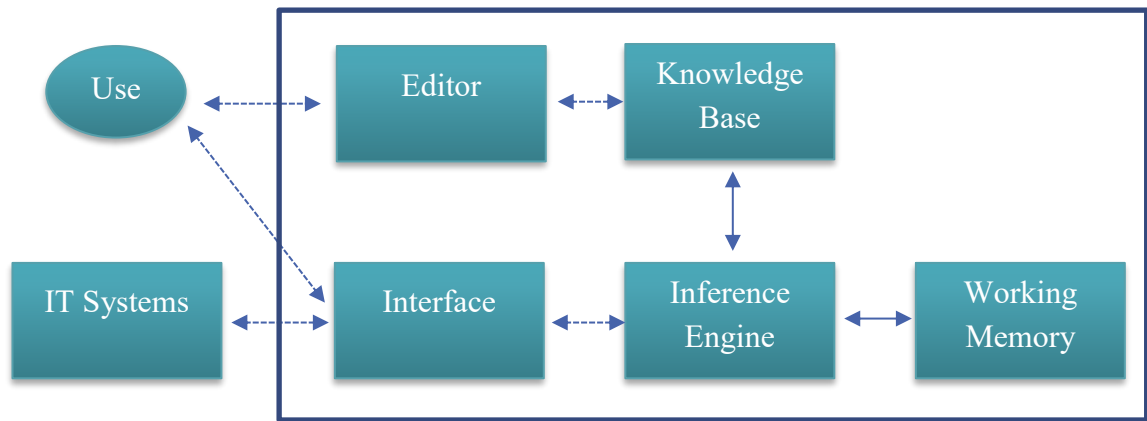 Use
Editor
Knowledge
Base
IT Systems
Interface
Inference
Engine
Working
Memory